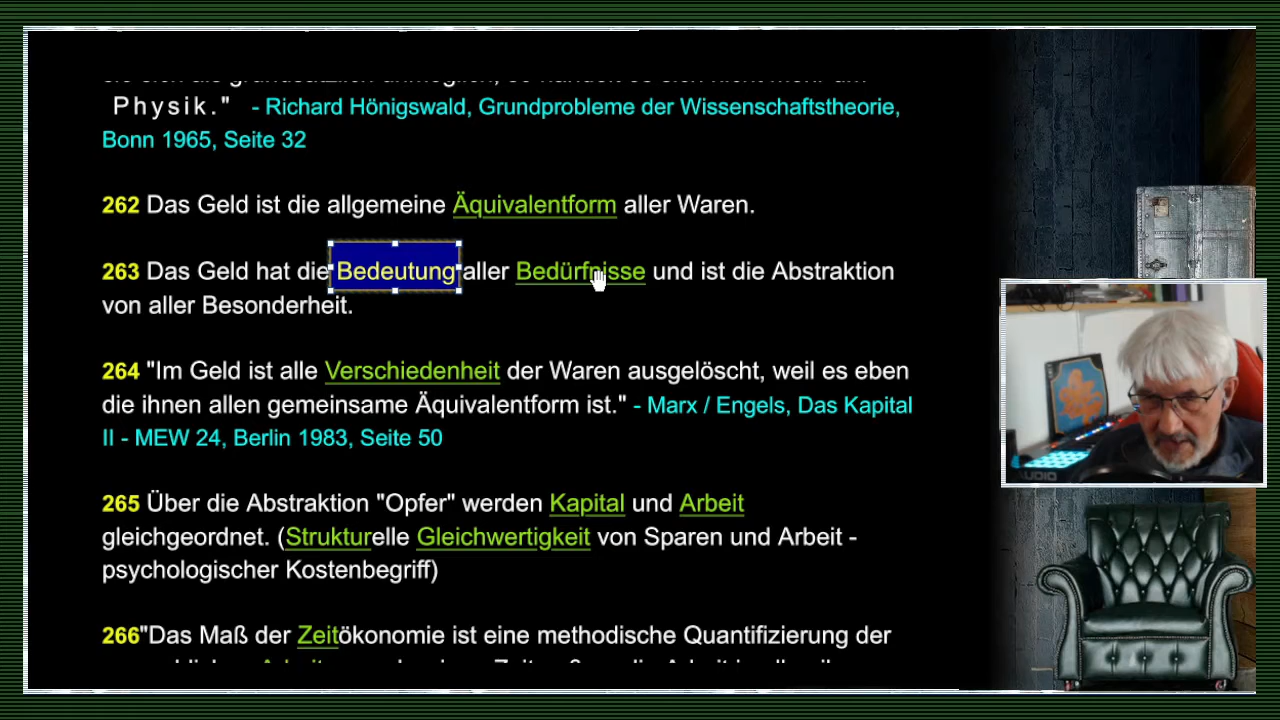 Physik." - Richard Hönigswald, Grundprobleme der Wissenschaftstheorie,
Bonn 1965, Seite 32
262 Das Geld ist die allgemeine Äquivalentform aller Waren.
263 Das Geld hat die Bedeutung aller Bedürfnisse und ist die Abstraktion
von aller Besonderheit.
264 "Im Geld ist alle Verschiedenheit der Waren ausgelöscht, weil es eben
die ihnen allen gemeinsame Äquivalentform ist." - Marx / Engels, Das Kapital
II - MEW 24, Berlin 1983, Seite 50
265 Über die Abstraktion "Opfer" werden Kapital und Arbeit
gleichgeordnet. (Strukturelle Gleichwertigkeit von Sparen und Arbeit -
psychologischer Kostenbegriff)
266"Das Maß der Zeitökonomie ist eine methodische Quantifizierung der
AUDIO